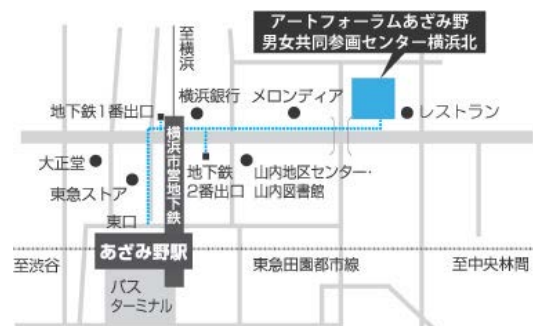 アートフォーラムあざみ野
男女共同参画センター横浜北
至横浜
地下鉄1番出口
横浜銀行
メロンディア
レストラン
横浜市営地下鉄
大正堂
東急ストア
地下鉄
2番出口
山内地区センター・
山内図書館
東口
あざみ野駅
至渋谷
東急田園都市線
至中央林間
バス
ターミナル